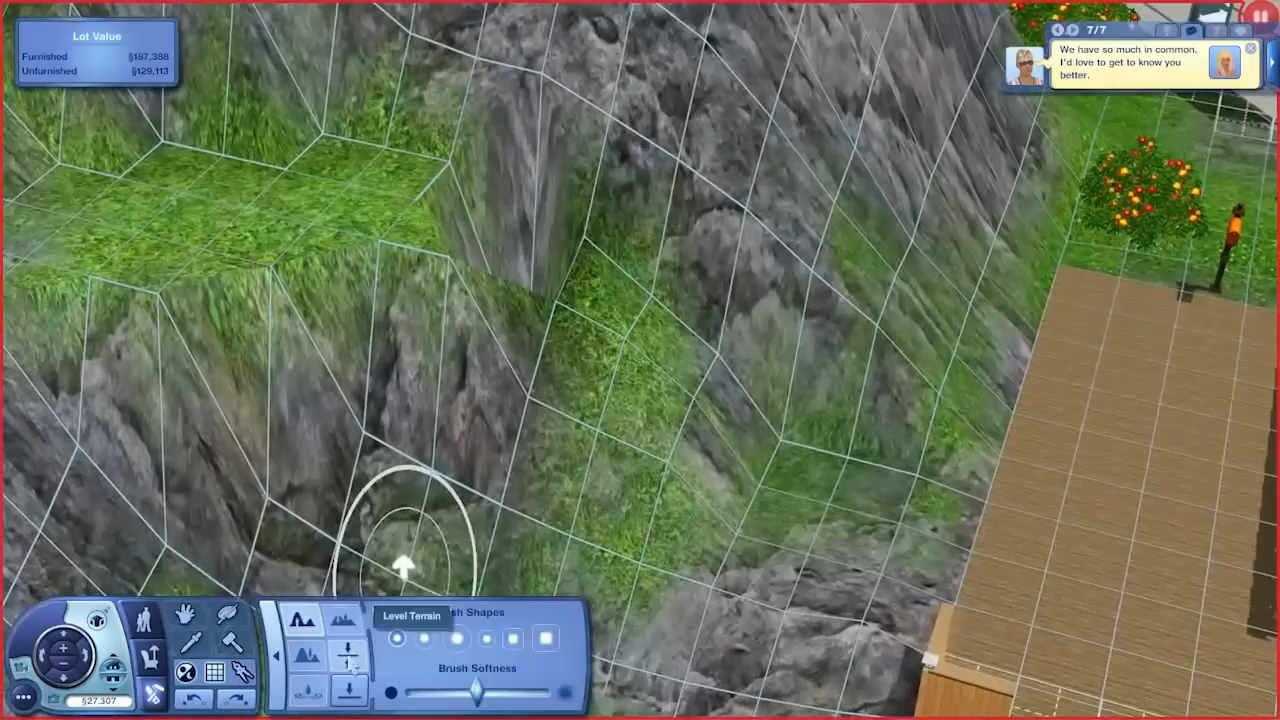 Lot Value
Furnished §187,388
Unfurnished §129,113
7/7
We have so much in common.
I'd love to get to know you
better.
Level Terrain
sh Shapes
Brush Softness
§27,307